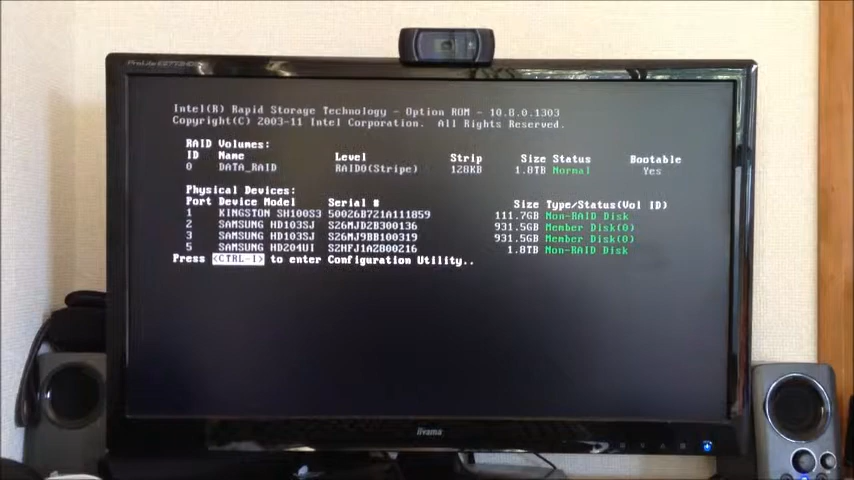 Intel(R) Rapid Storage Technology - Option ROM - 10.8.0.1303
Copyright(C) 2003-11 Intel Corporation. All Rights Reserved.
RAID Volumes:
ID Name Level Strip Size Status Bootable
0 DATA_RAID RAID0(Stripe) 128KB 1.8TB Normal Yes
Physical Devices:
Port Device Model Serial # Size Type/Status(Vol ID)
1 KINGSTON SH100S3 50026B721A111859 111.7GB Non-RAID Disk
2 SAMSUNG HD103SJ S26MJD2B300136 931.5GB Member Disk(0)
3 SAMSUNG HD103SJ S26MJ9BB100319 931.5GB Member Disk(0)
5 SAMSUNG HD204UI S2HFJ1AZB00216 1.8TB Non-RAID Disk
Press <CTRL-I> to enter Configuration Utility..
iiyama